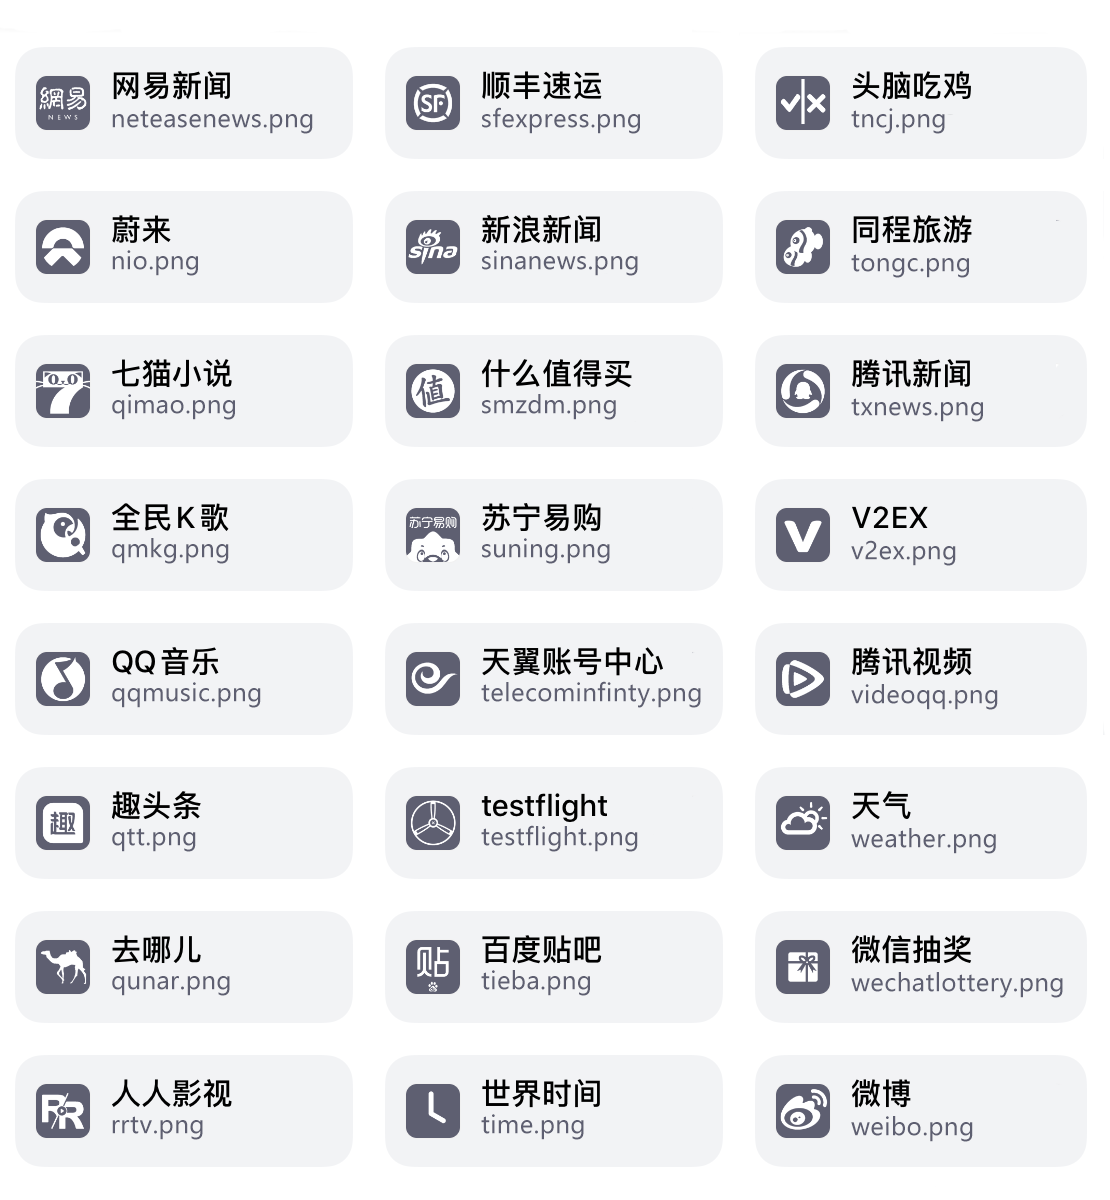 網易
NEWS
网易新闻
neteasenews.png
SF
顺丰速运
sfexpress.png
头脑吃鸡
tncj.png
蔚来
nio.png
sina
新浪新闻
sinanews.png
同程旅游
tongc.png
七猫小说
qimao.png
值
什么值得买
smzdm.png
腾讯新闻
txnews.png
全民K歌
qmkg.png
苏宁易购
苏宁易购
suning.png
V
V2EX
v2ex.png
QQ音乐
qqmusic.png
天翼账号中心
telecominfinty.png
腾讯视频
videoqq.png
趣
趣头条
qtt.png
testflight
testflight.png
天气
weather.png
去哪儿
qunar.png
贴
百度贴吧
tieba.png
微信抽奖
wechatlottery.png
RR
人人影视
rrtv.png
世界时间
time.png
微博
weibo.png